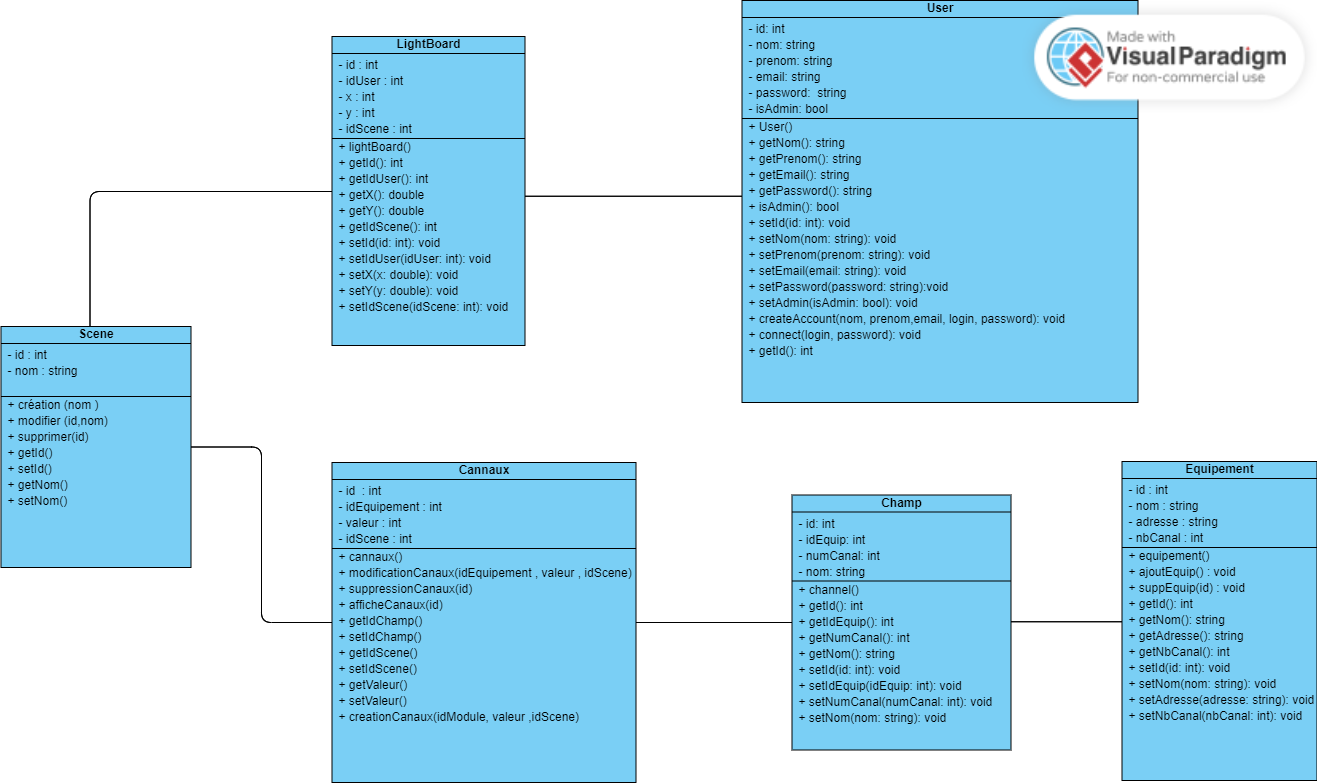 LightBoard
- id : int
- idUser : int
- x : int
- y : int
- idScene : int
+ lightBoard()
+ getId(): int
+ getIdUser(): int
+ getX(): double
+ getY(): double
+ getIdScene(): int
+ setId(id: int): void
+ setIdUser(idUser: int): void
+ setX(x: double): void
+ setY(y: double): void
+ setIdScene(idScene: int): void
User
- id: int
- nom: string
- prenom: string
- email: string
- password:  string
- isAdmin: bool
+ User()
+ getNom(): string
+ getPrenom(): string
+ getEmail(): string
+ getPassword(): string
+ isAdmin(): bool
+ setId(id: int): void
+ setNom(nom: string): void
+ setPrenom(prenom: string): void
+ setEmail(email: string): void
+ setPassword(password: string):void
+ setAdmin(isAdmin: bool): void
+ createAccount(nom, prenom,email, login, password): void
+ connect(login, password): void
+ getId(): int
Made with
VisualParadigm
For non-commercial use
Scene
- id : int
- nom : string
+ création (nom )
+ modifier (id,nom)
+ supprimer(id)
+ getId()
+ setId()
+ getNom()
+ setNom()
Cannaux
- id  : int
- idEquipement : int
- valeur : int
- idScene : int
+ cannaux()
+ modificationCanaux(idEquipement , valeur , idScene)
+ suppressionCanaux(id)
+ afficheCanaux(id)
+ getIdChamp()
+ setIdChamp()
+ getIdScene()
+ setIdScene()
+ getValeur()
+ setValeur()
+ creationCanaux(idModule, valeur ,idScene)
Champ
- id: int
- idEquip: int
- numCanal: int
- nom: string
+ channel()
+ getId(): int
+ getIdEquip(): int
+ getNumCanal(): int
+ getNom(): string
+ setId(id: int): void
+ setIdEquip(idEquip: int): void
+ setNumCanal(numCanal: int): void
+ setNom(nom: string): void
Equipement
- id : int
- nom : string
- adresse : string
- nbCanal : int
+ equipement()
+ ajoutEquip() : void
+ suppEquip(id) : void
+ getId(): int
+ getNom(): string
+ getAdresse(): string
+ getNbCanal(): int
+ setId(id: int): void
+ setNom(nom: string): void
+ setAdresse(adresse: string): void
+ setNbCanal(nbCanal: int): void